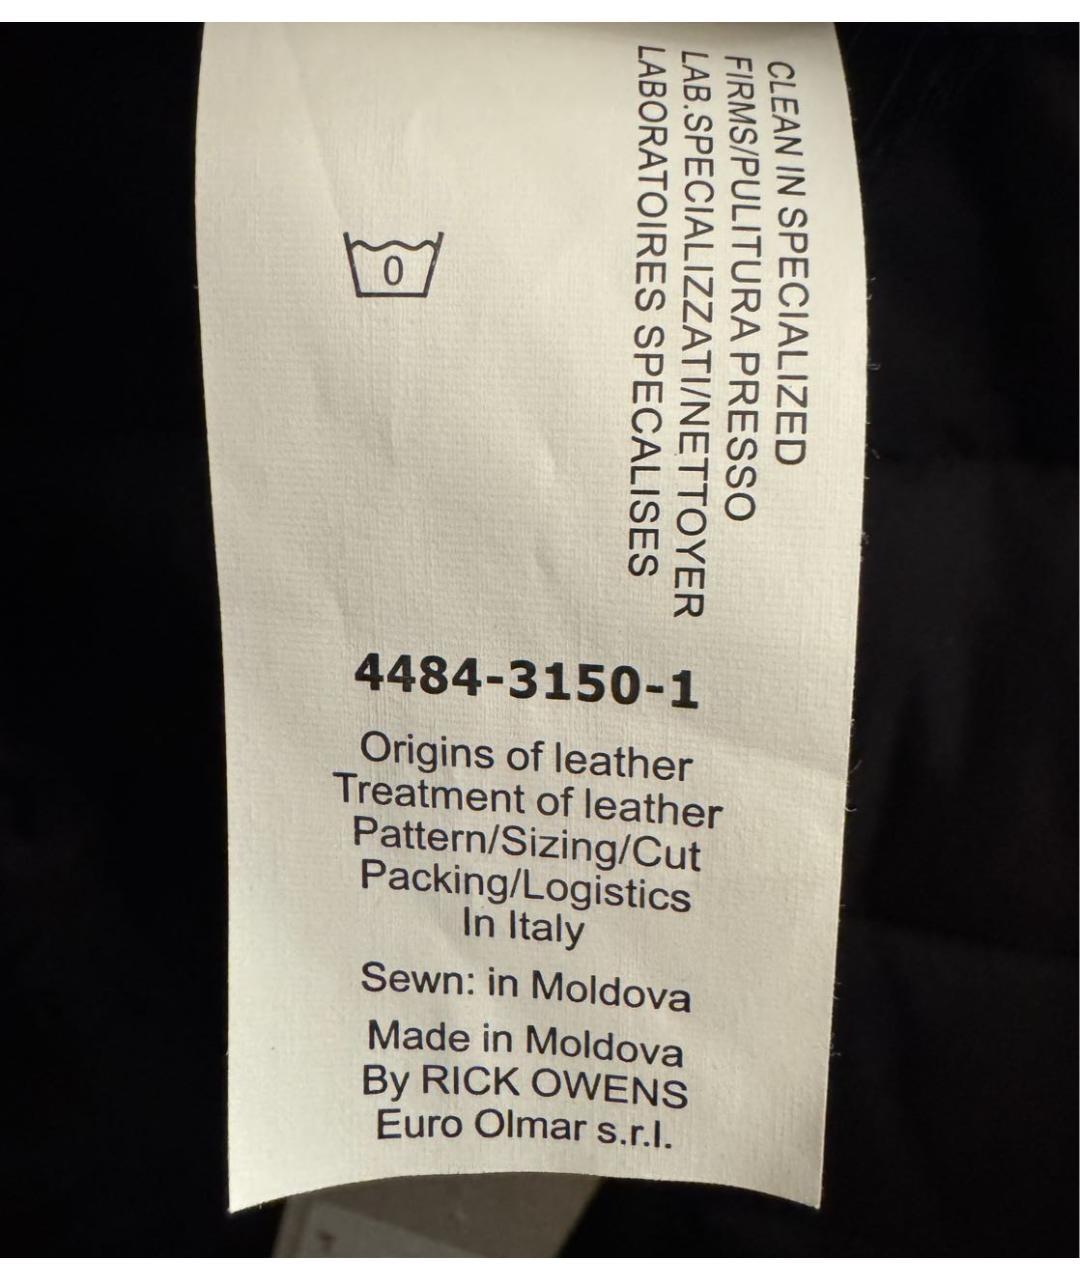 CLEAN IN SPECIALIZED
FIRMS/PULITURA PRESSO
LAB.SPECIALIZZATI/NETTOYER
LABORATOIRES SPECALISES
0
4484-3150-1
Origins of leather
Treatment of leather
Pattern/Sizing/Cut
Packing/Logistics
In Italy
Sewn: in Moldova
Made in Moldova
By RICK OWENS
Euro Olmar s.r.l.